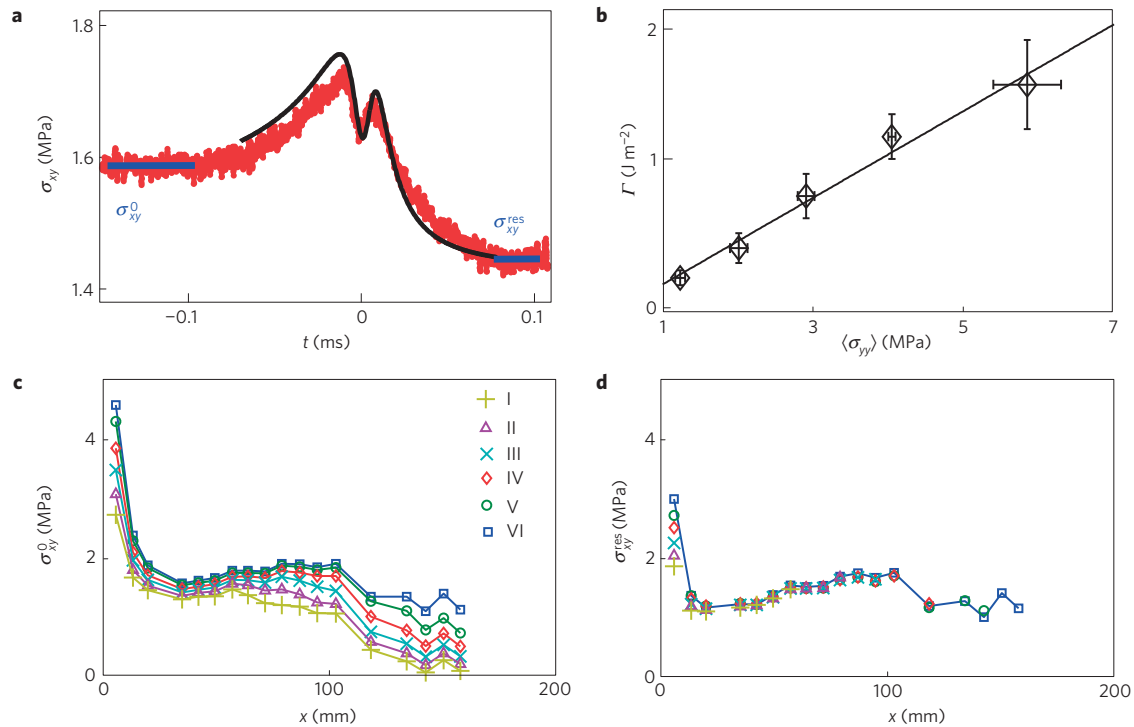 a
1.8
1.6
1.4
σxy (MPa)
σ⁰xy
σʳᵉˢxy
−0.1
0
0.1
t (ms)
b
2
1
0
Γ (J m⁻²)
1
3
5
7
⟨σyy⟩ (MPa)
c
4
2
0
σ⁰xy (MPa)
I
II
III
IV
V
VI
0
100
200
x (mm)
d
4
2
0
σʳᵉˢxy (MPa)
0
100
200
x (mm)